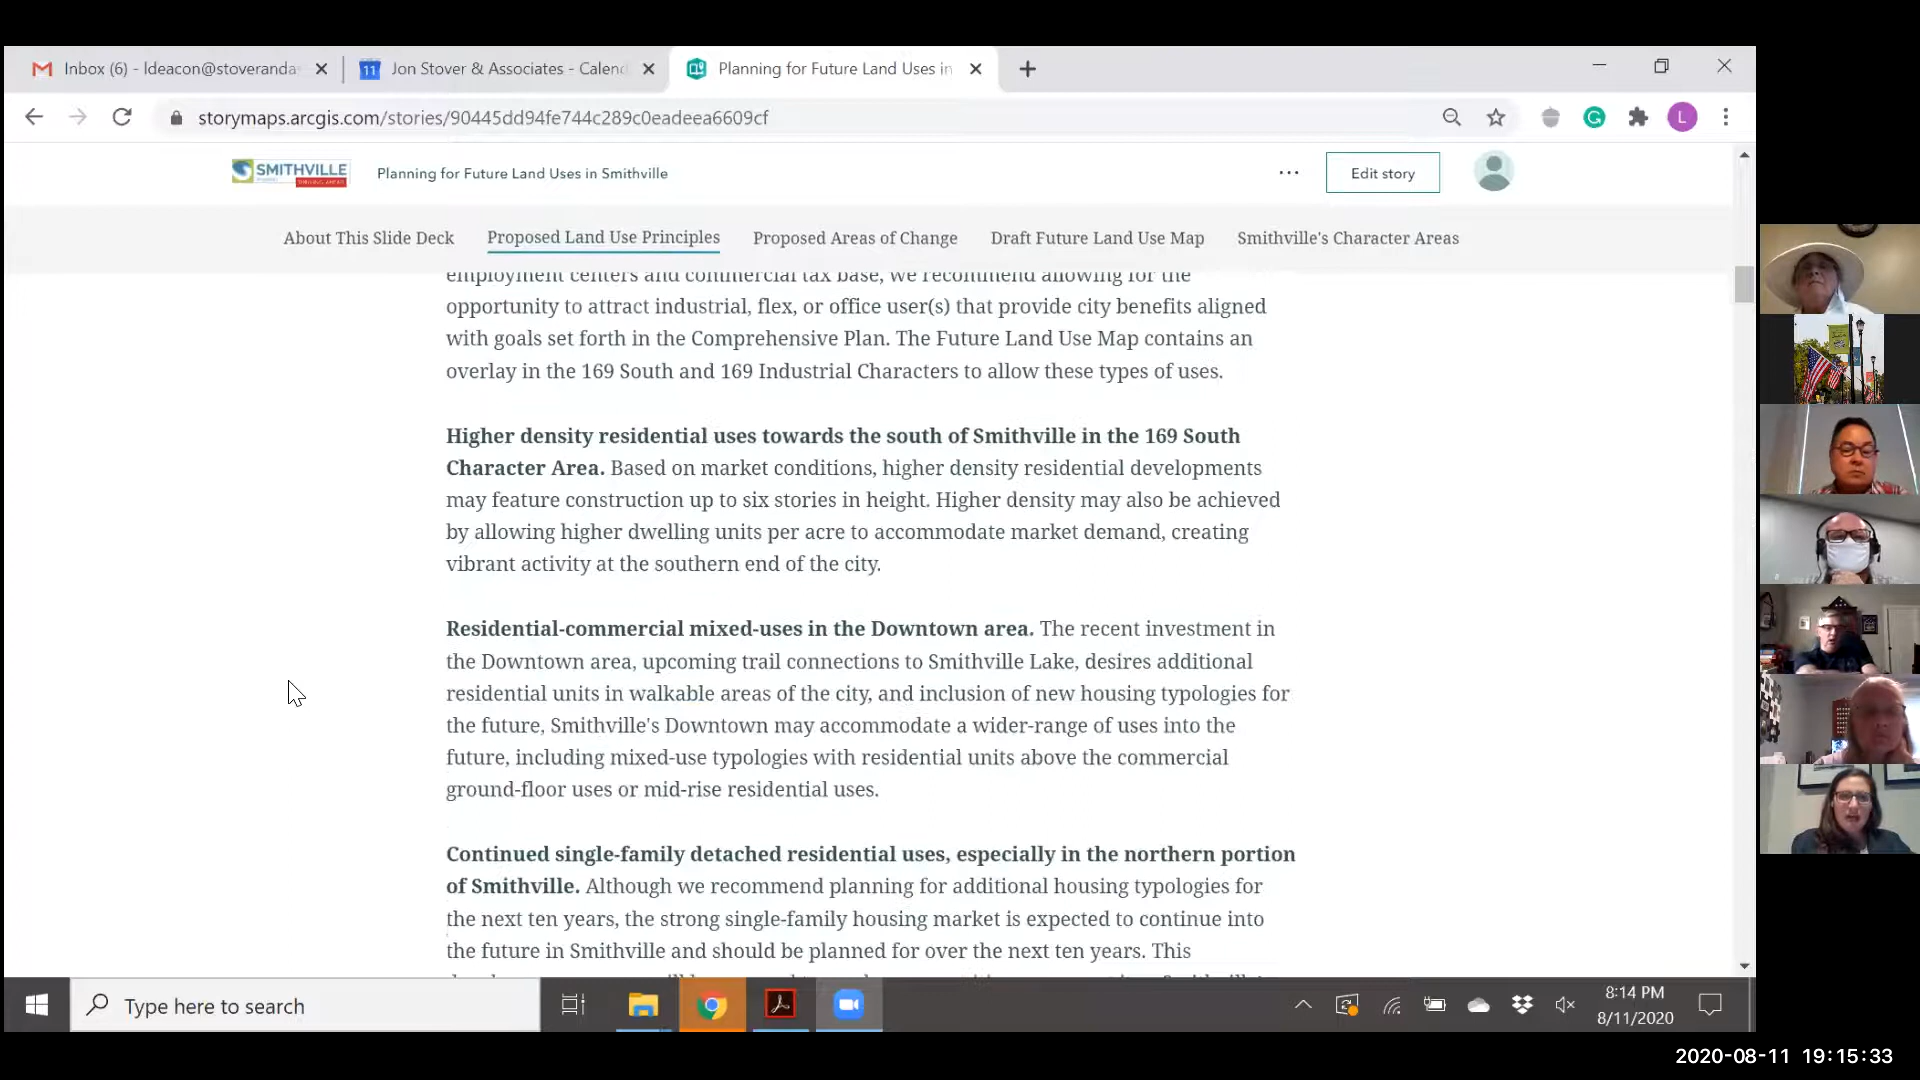 Inbox (6) - ldeacon@stoveranda
Jon Stover & Associates - Calend
Planning for Future Land Uses in
storymaps.arcgis.com/stories/90445dd94fe744c289c0eadeea6609cf
L
SMITHVILLE
Planning for Future Land Uses in Smithville
Edit story
About This Slide Deck
Proposed Land Use Principles
Proposed Areas of Change
Draft Future Land Use Map
Smithville's Character Areas
employment centers and commercial tax base, we recommend allowing for the
opportunity to attract industrial, flex, or office user(s) that provide city benefits aligned
with goals set forth in the Comprehensive Plan. The Future Land Use Map contains an
overlay in the 169 South and 169 Industrial Characters to allow these types of uses.
Higher density residential uses towards the south of Smithville in the 169 South
Character Area. Based on market conditions, higher density residential developments
may feature construction up to six stories in height. Higher density may also be achieved
by allowing higher dwelling units per acre to accommodate market demand, creating
vibrant activity at the southern end of the city.
Residential-commercial mixed-uses in the Downtown area. The recent investment in
the Downtown area, upcoming trail connections to Smithville Lake, desires additional
residential units in walkable areas of the city, and inclusion of new housing typologies for
the future, Smithville's Downtown may accommodate a wider-range of uses into the
future, including mixed-use typologies with residential units above the commercial
ground-floor uses or mid-rise residential uses.
Continued single-family detached residential uses, especially in the northern portion
of Smithville. Although we recommend planning for additional housing typologies for
the next ten years, the strong single-family housing market is expected to continue into
the future in Smithville and should be planned for over the next ten years. This
Type here to search
8:14 PM
8/11/2020
2020-08-11 19:15:33